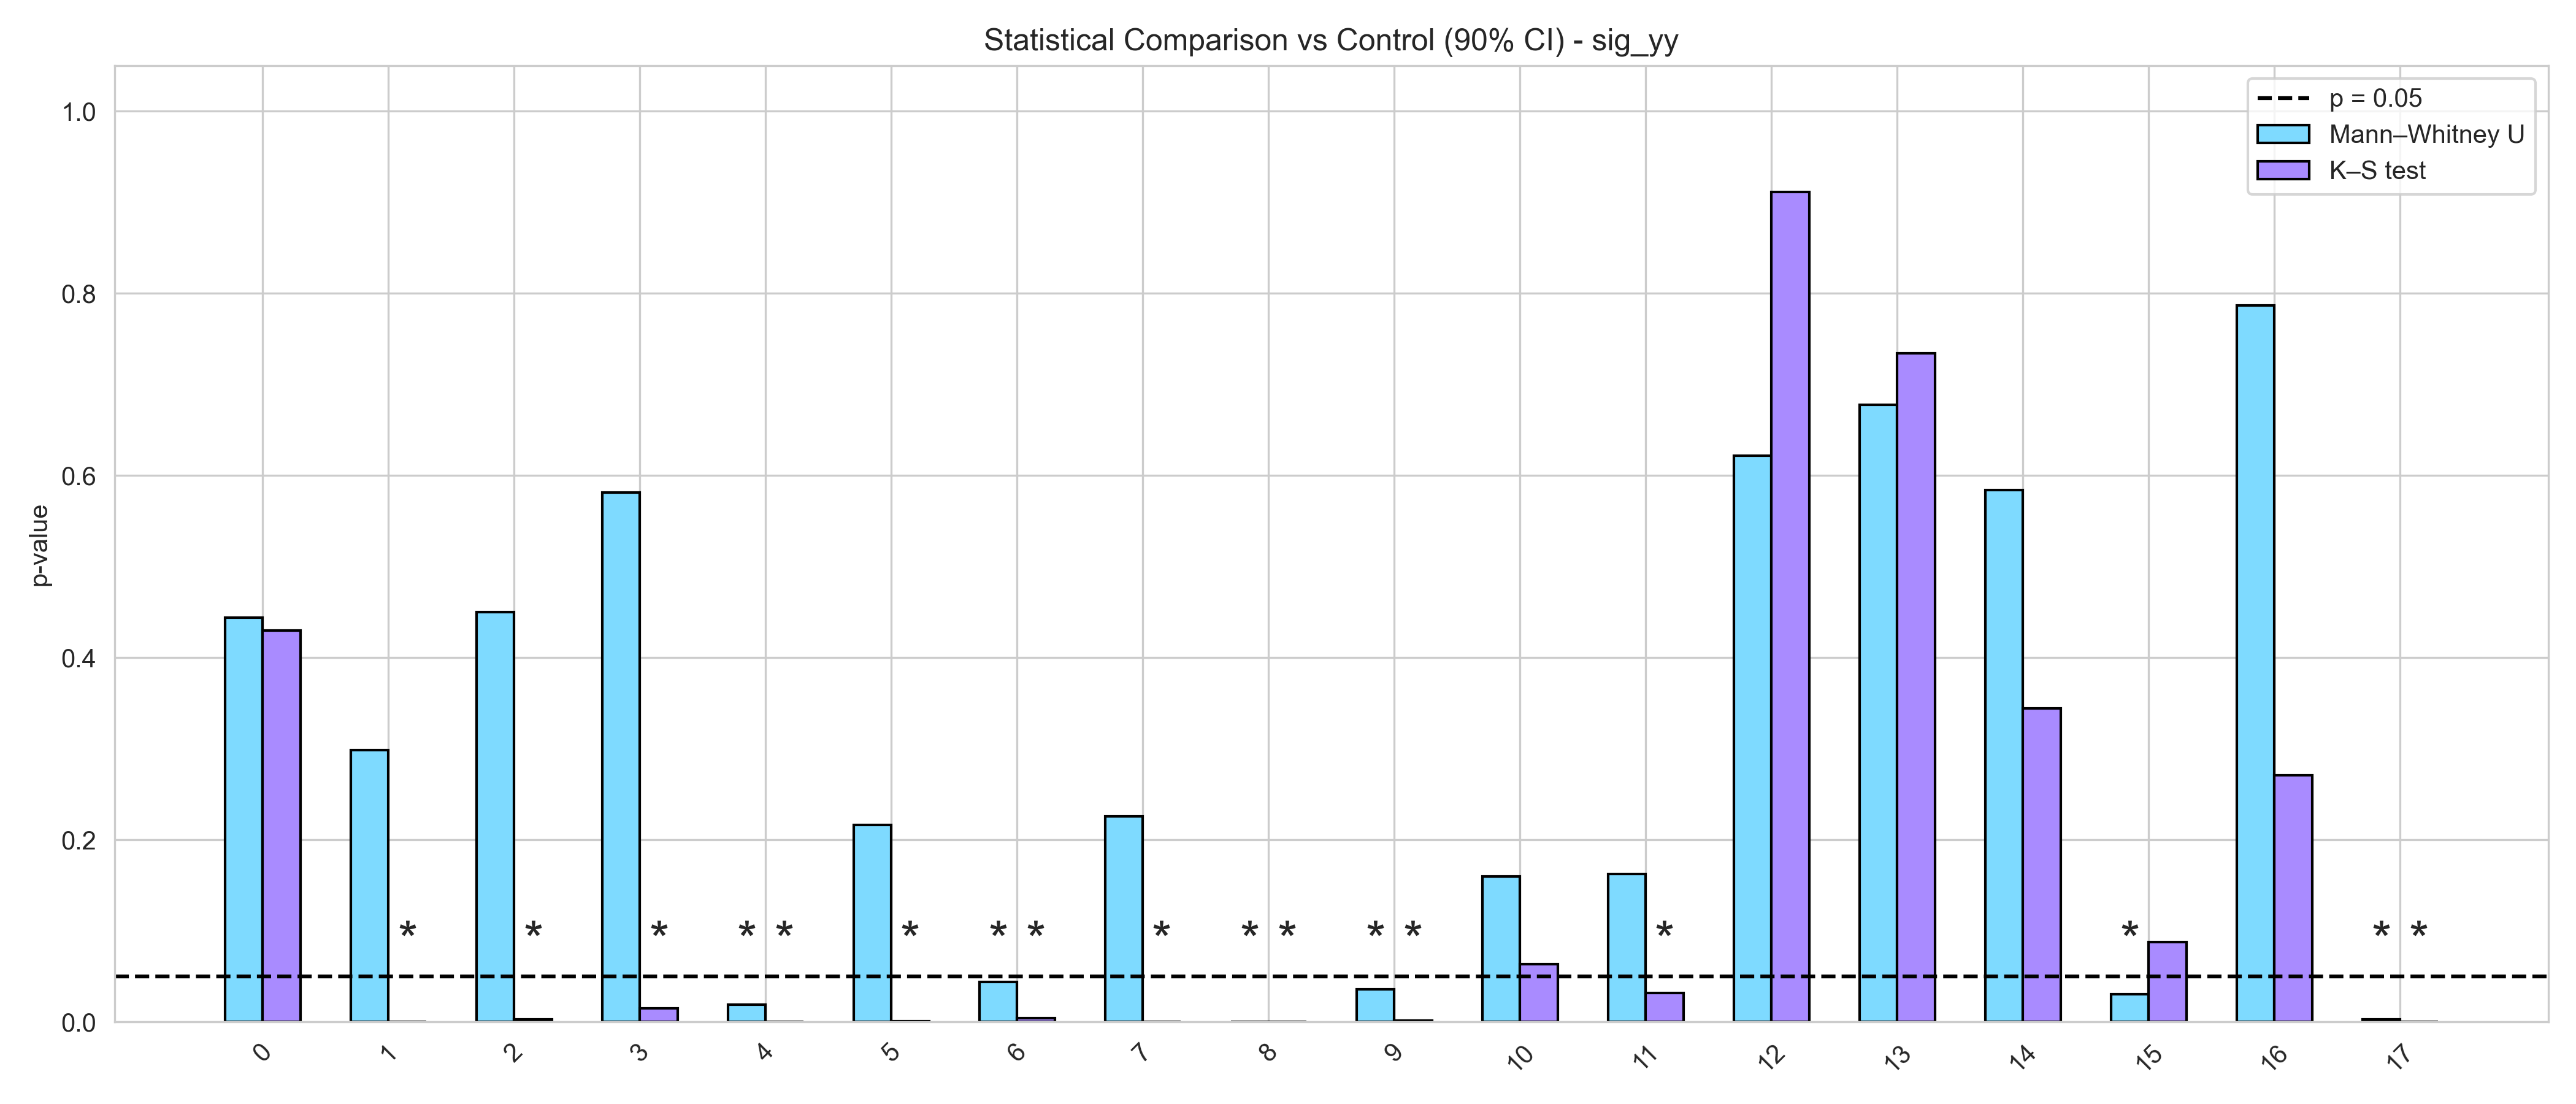 Statistical Comparison vs Control (90% CI) - sig_yy
p = 0.05
Mann–Whitney U
K–S test
1.0
0.8
0.6
0.4
0.2
0.0
p-value
* * * * * * * * * * * * * * * * *
0 1 2 3 4 5 6 7 8 9 10 11 12 13 14 15 16 17